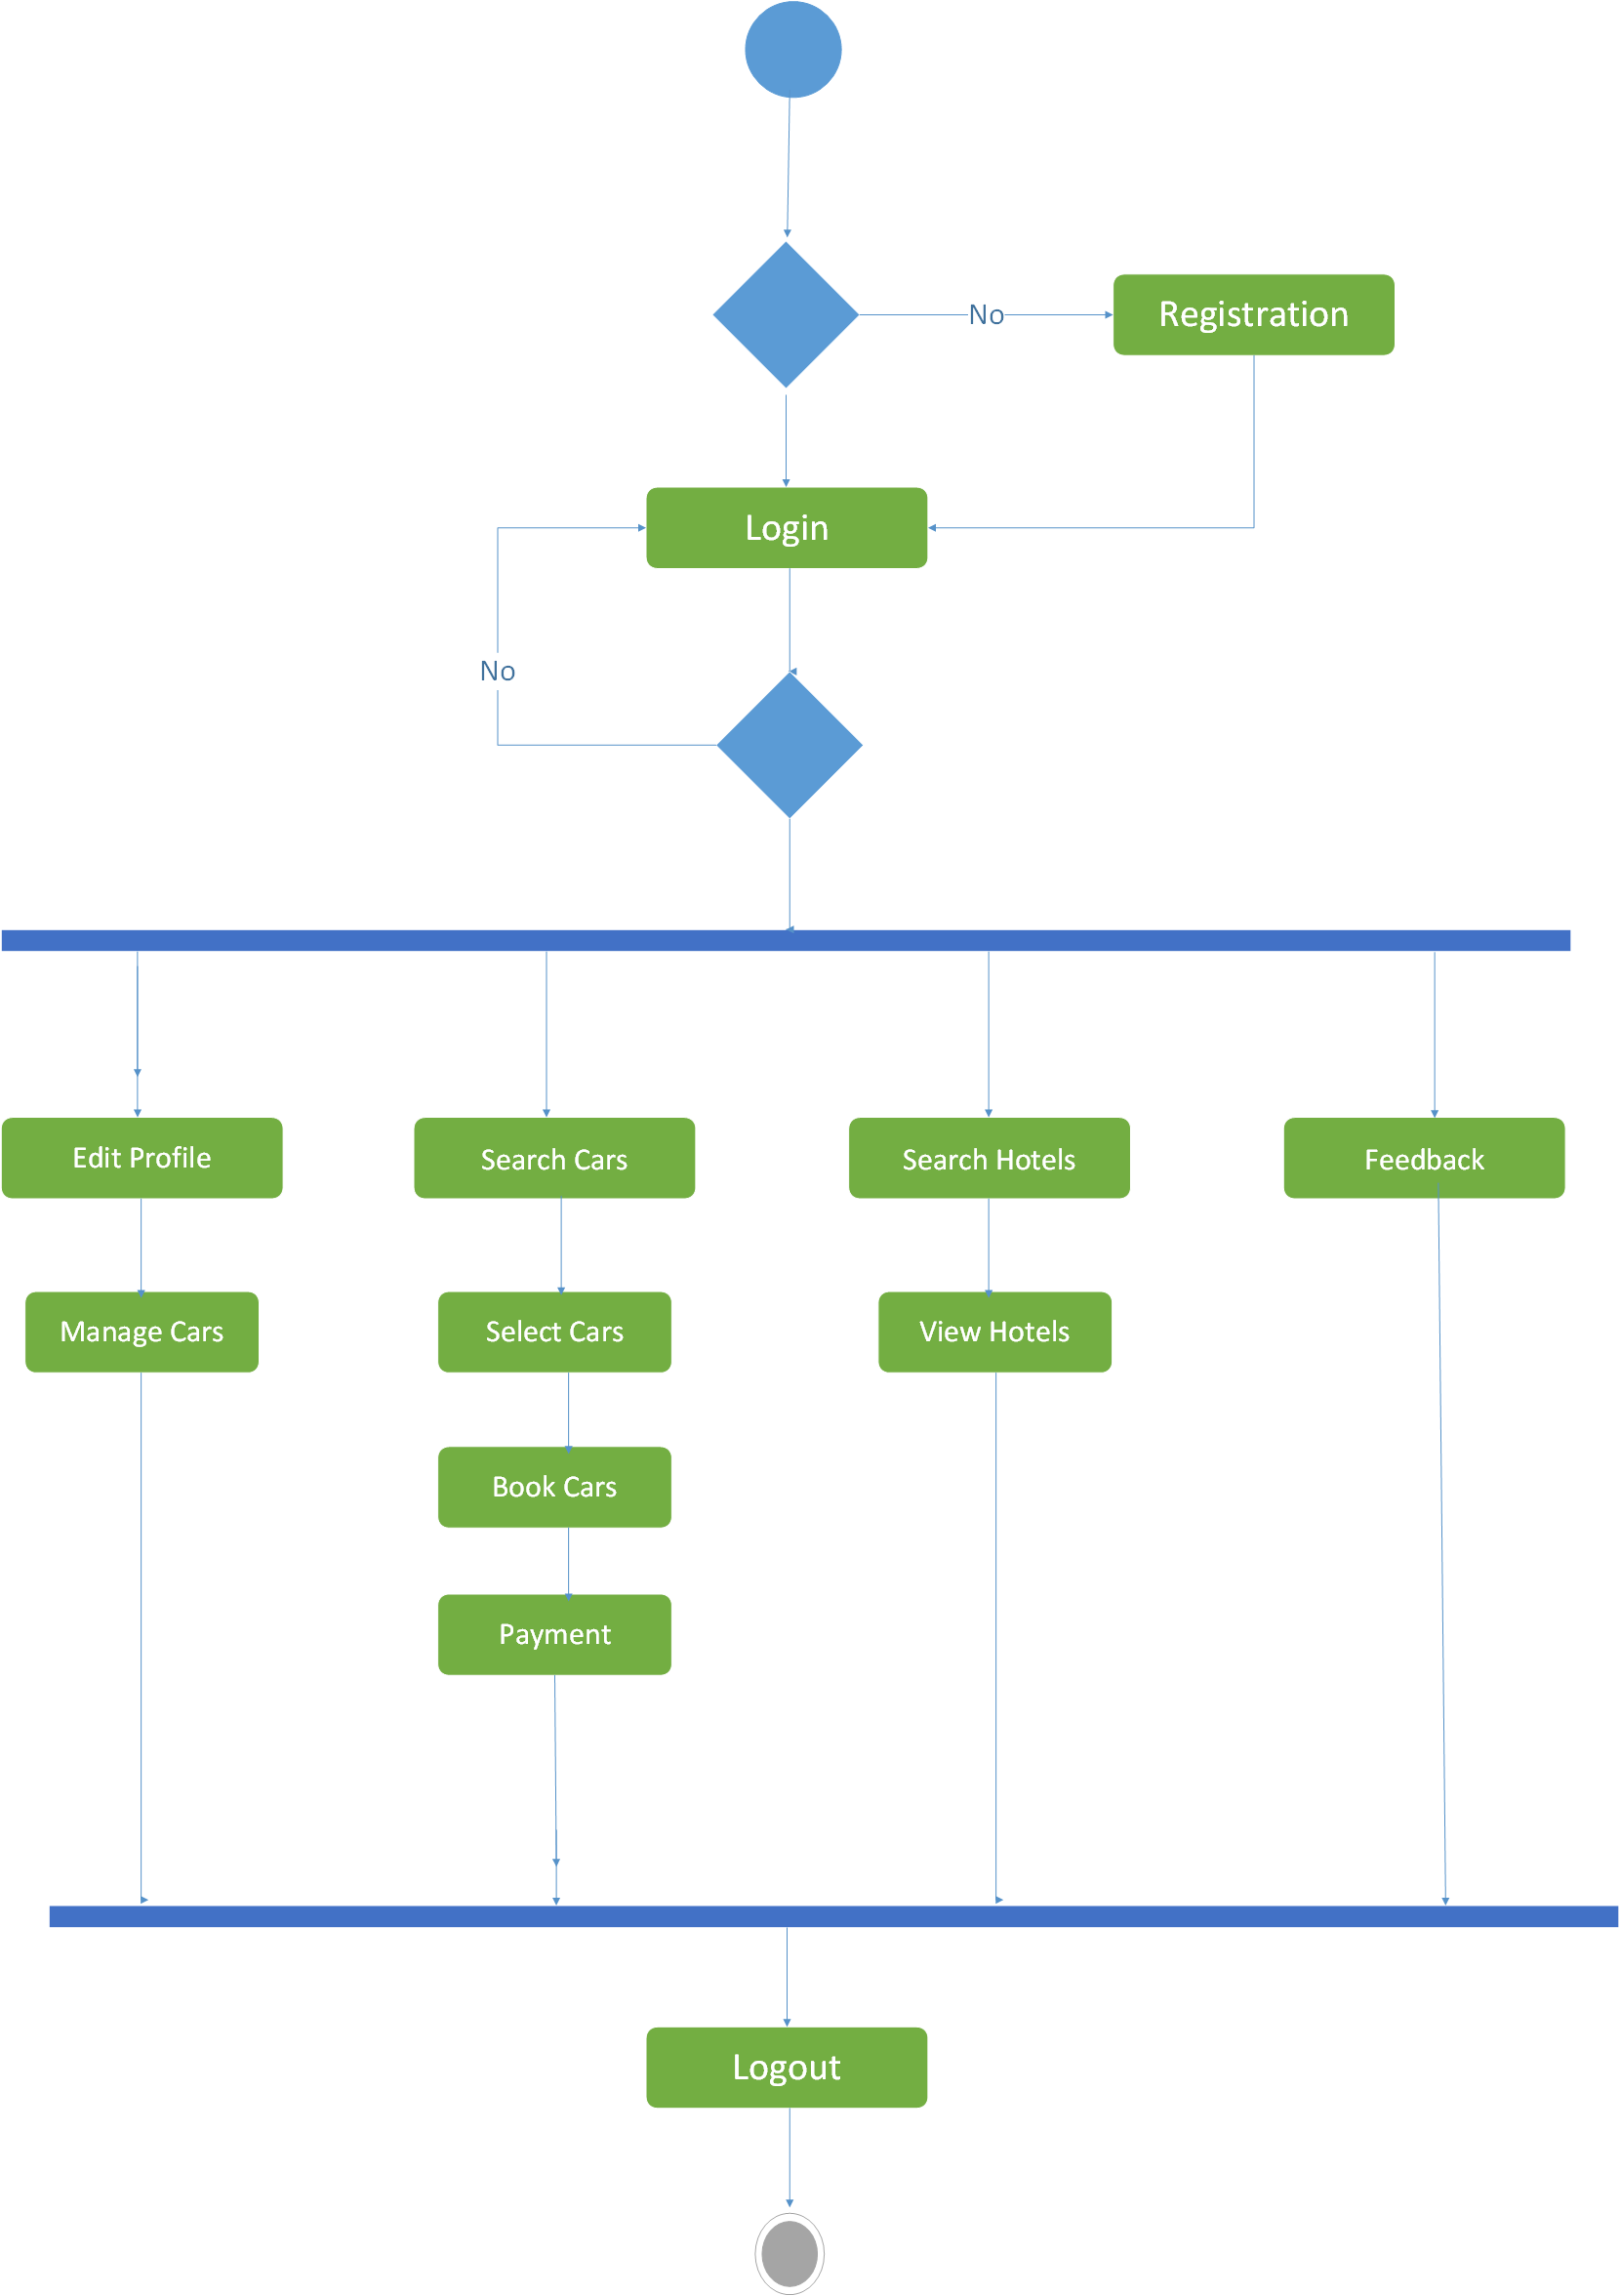 No
Registration
Login
No
Edit Profile
Search Cars
Search Hotels
Feedback
Manage Cars
Select Cars
View Hotels
Book Cars
Payment
Logout